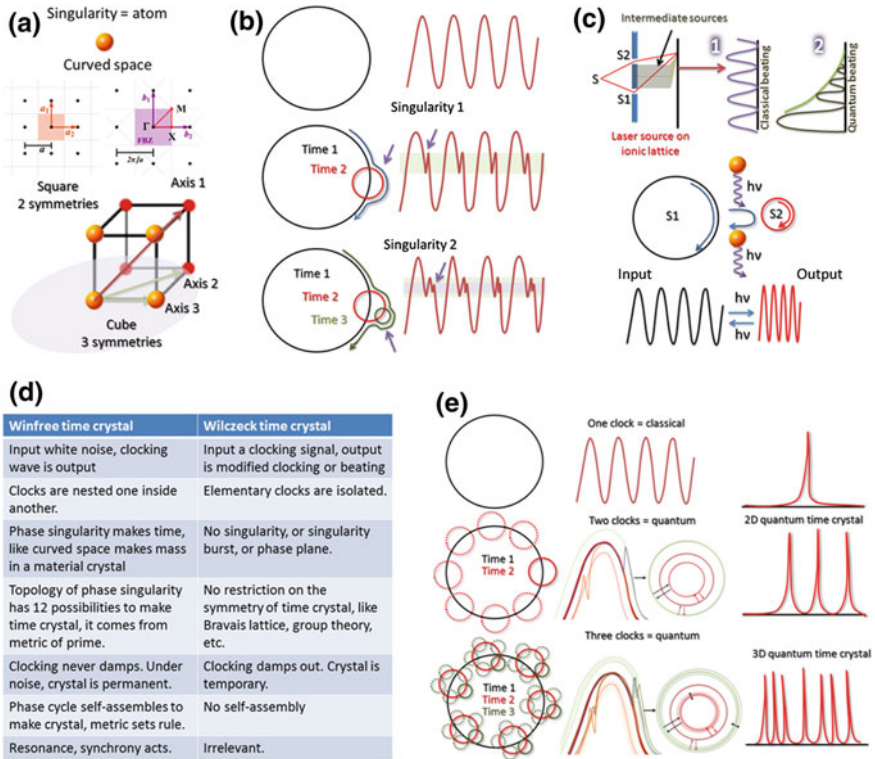 (a)
Singularity = atom
Curved space
a₁
a₂
a
b₁
M
Γ
X
b₂
FBZ
2π/a
Square
2 symmetries
Axis 1
Axis 2
Axis 3
Cube
3 symmetries
(b)
Singularity 1
Time 1
Time 2
Singularity 2
Time 1
Time 2
Time 3
(c)
Intermediate sources
S2
S
S1
1
2
Classical beating
Quantum beating
Laser source on
ionic lattice
hν
S1
S2
hν
Input
Output
hν
hν
(d)
Winfree time crystal
Wilczeck time crystal
Input white noise, clocking
wave is output
Input a clocking signal, output
is modified clocking or beating
Clocks are nested one inside
another.
Elementary clocks are isolated.
Phase singularity makes time,
like curved space makes mass
in a material crystal
No singularity, or singularity
burst, or phase plane.
Topology of phase singularity
has 12 possibilities to make
time crystal, it comes from
metric of prime.
No restriction on the
symmetry of time crystal, like
Bravais lattice, group theory,
etc.
Clocking never damps. Under
noise, crystal is permanent.
Clocking damps out. Crystal is
temporary.
Phase cycle self-assembles to
make crystal, metric sets rule.
No self-assembly
Resonance, synchrony acts.
Irrelevant.
(e)
One clock = classical
Two clocks = quantum
2D quantum time crystal
Time 1
Time 2
Three clocks = quantum
3D quantum time crystal
Time 1
Time 2
Time 3